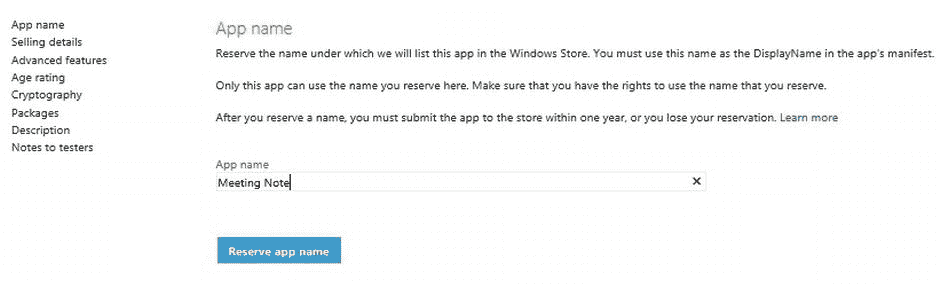 App name
Selling details
Advanced features
Age rating
Cryptography
Packages
Description
Notes to testers
App name
Reserve the name under which we will list this app in the Windows Store. You must use this name as the DisplayName in the app's manifest.
Only this app can use the name you reserve here. Make sure that you have the rights to use the name that you reserve.
After you reserve a name, you must submit the app to the store within one year, or you lose your reservation. Learn more
App name
Meeting Note
Reserve app name